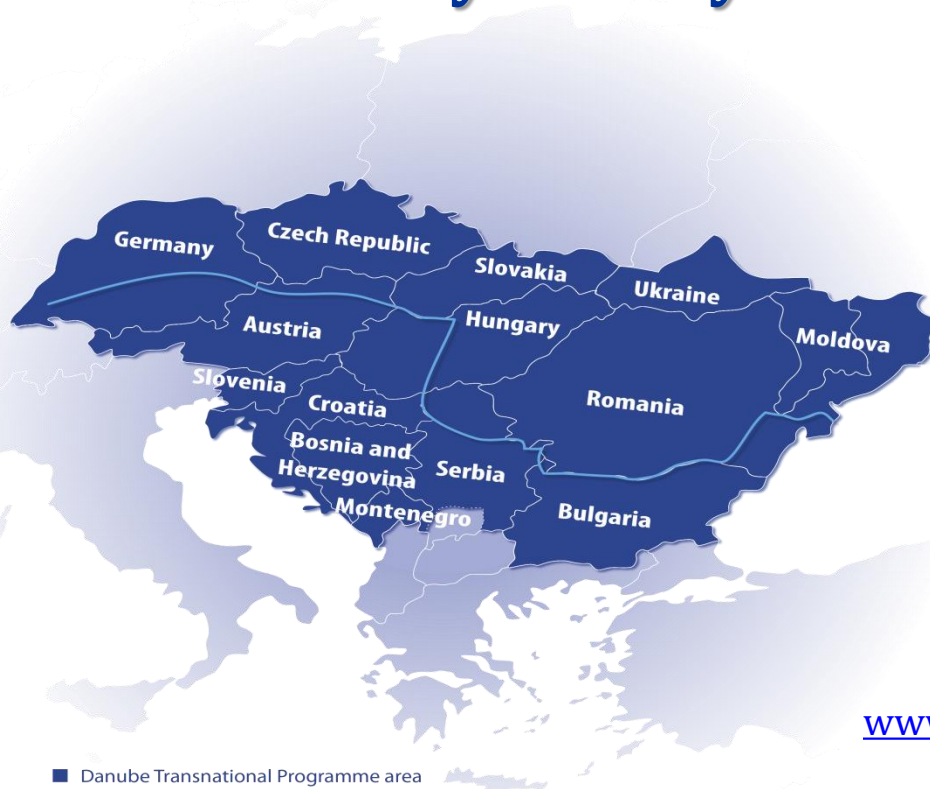 Germany
Czech Republic
Slovakia
Ukraine
Austria
Hungary
Moldova
Slovenia
Croatia
Romania
Bosnia and
Herzegovina
Serbia
Montenegro
Bulgaria
Danube Transnational Programme area